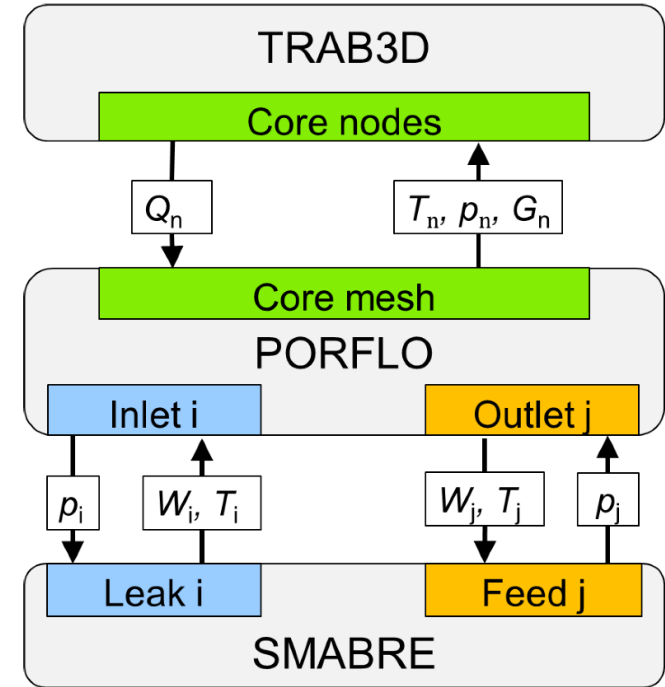 TRAB3D
Core nodes
Qn
Tn, pn, Gn
Core mesh
PORFLO
Inlet i
Outlet j
pi
Wi, Ti
Wj, Tj
pj
Leak i
Feed j
SMABRE